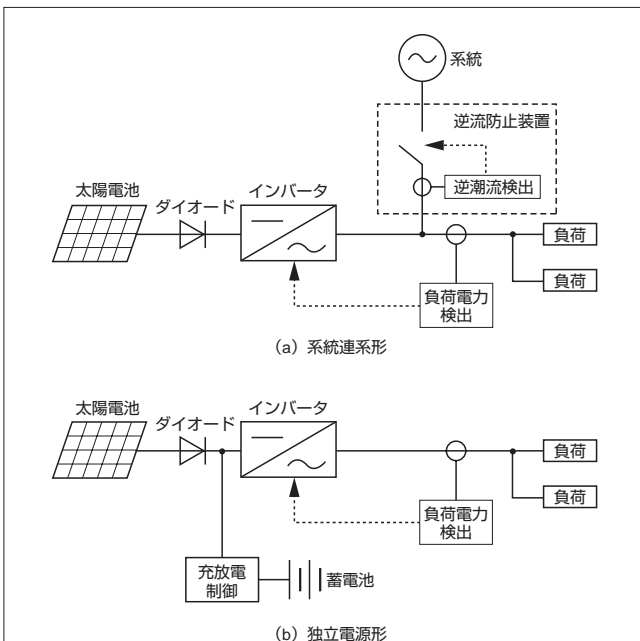 系統
逆流防止装置
逆潮流検出
太陽電池
ダイオード
インバータ
負荷
負荷
負荷電力
検出
(a) 系統連系形
太陽電池
ダイオード
インバータ
負荷
負荷
負荷電力
検出
充放電
制御
蓄電池
(b) 独立電源形